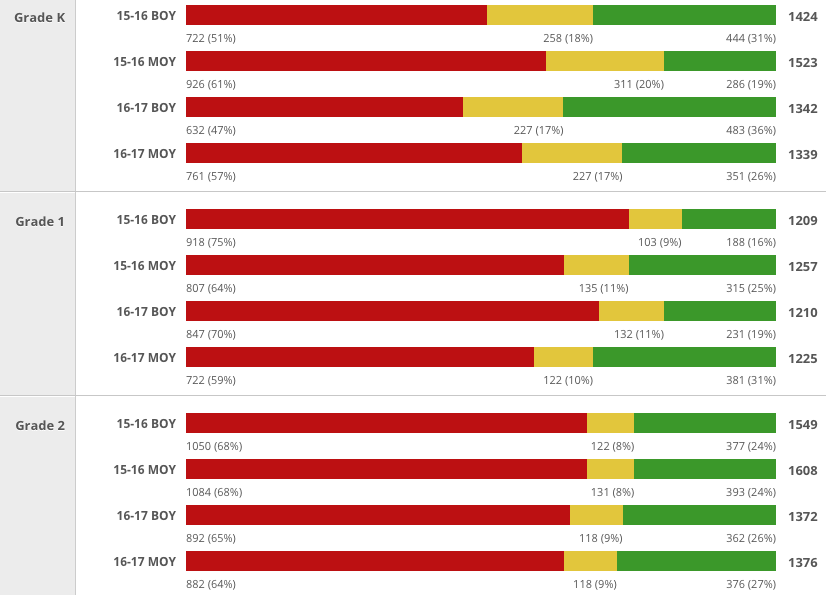 Grade K
15-16 BOY 1424
722 (51%) 258 (18%) 444 (31%)
15-16 MOY 1523
926 (61%) 311 (20%) 286 (19%)
16-17 BOY 1342
632 (47%) 227 (17%) 483 (36%)
16-17 MOY 1339
761 (57%) 227 (17%) 351 (26%)
Grade 1
15-16 BOY 1209
918 (75%) 103 (9%) 188 (16%)
15-16 MOY 1257
807 (64%) 135 (11%) 315 (25%)
16-17 BOY 1210
847 (70%) 132 (11%) 231 (19%)
16-17 MOY 1225
722 (59%) 122 (10%) 381 (31%)
Grade 2
15-16 BOY 1549
1050 (68%) 122 (8%) 377 (24%)
15-16 MOY 1608
1084 (68%) 131 (8%) 393 (24%)
16-17 BOY 1372
892 (65%) 118 (9%) 362 (26%)
16-17 MOY 1376
882 (64%) 118 (9%) 376 (27%)